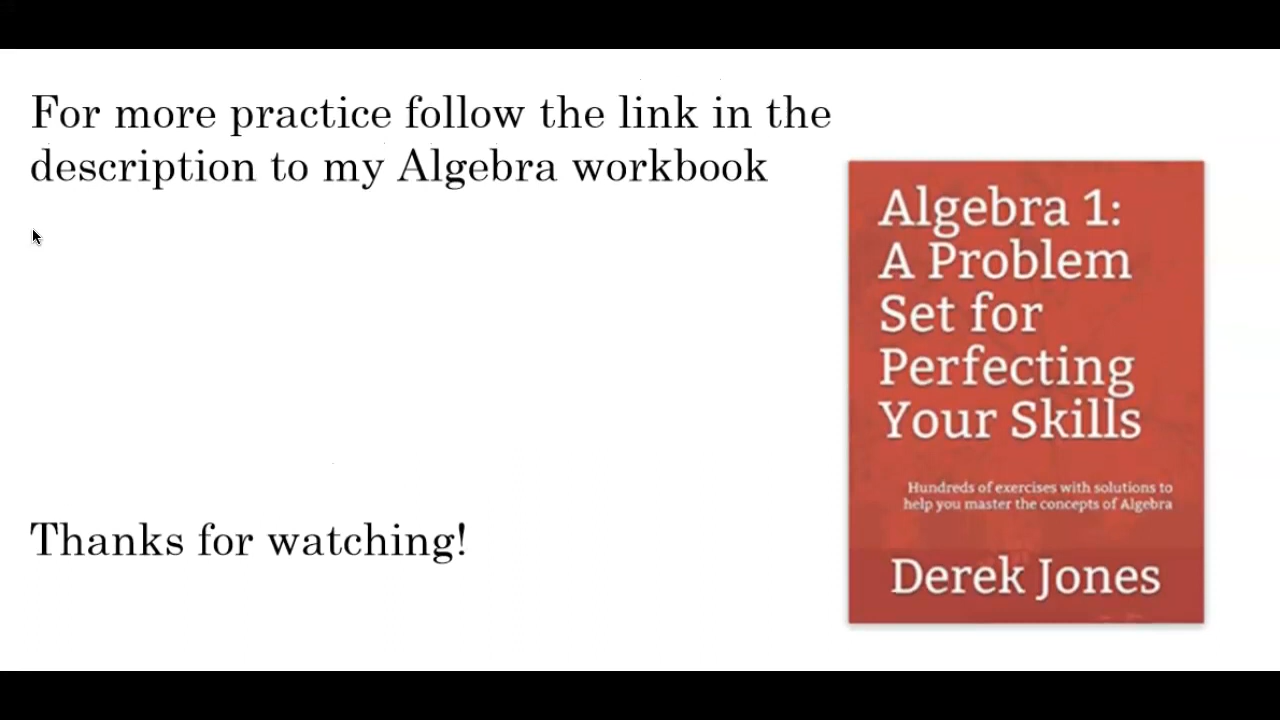 For more practice follow the link in the
description to my Algebra workbook
Algebra 1:
A Problem
Set for
Perfecting
Your Skills
Hundreds of exercises with solutions to
help you master the concepts of Algebra
Derek Jones
Thanks for watching!